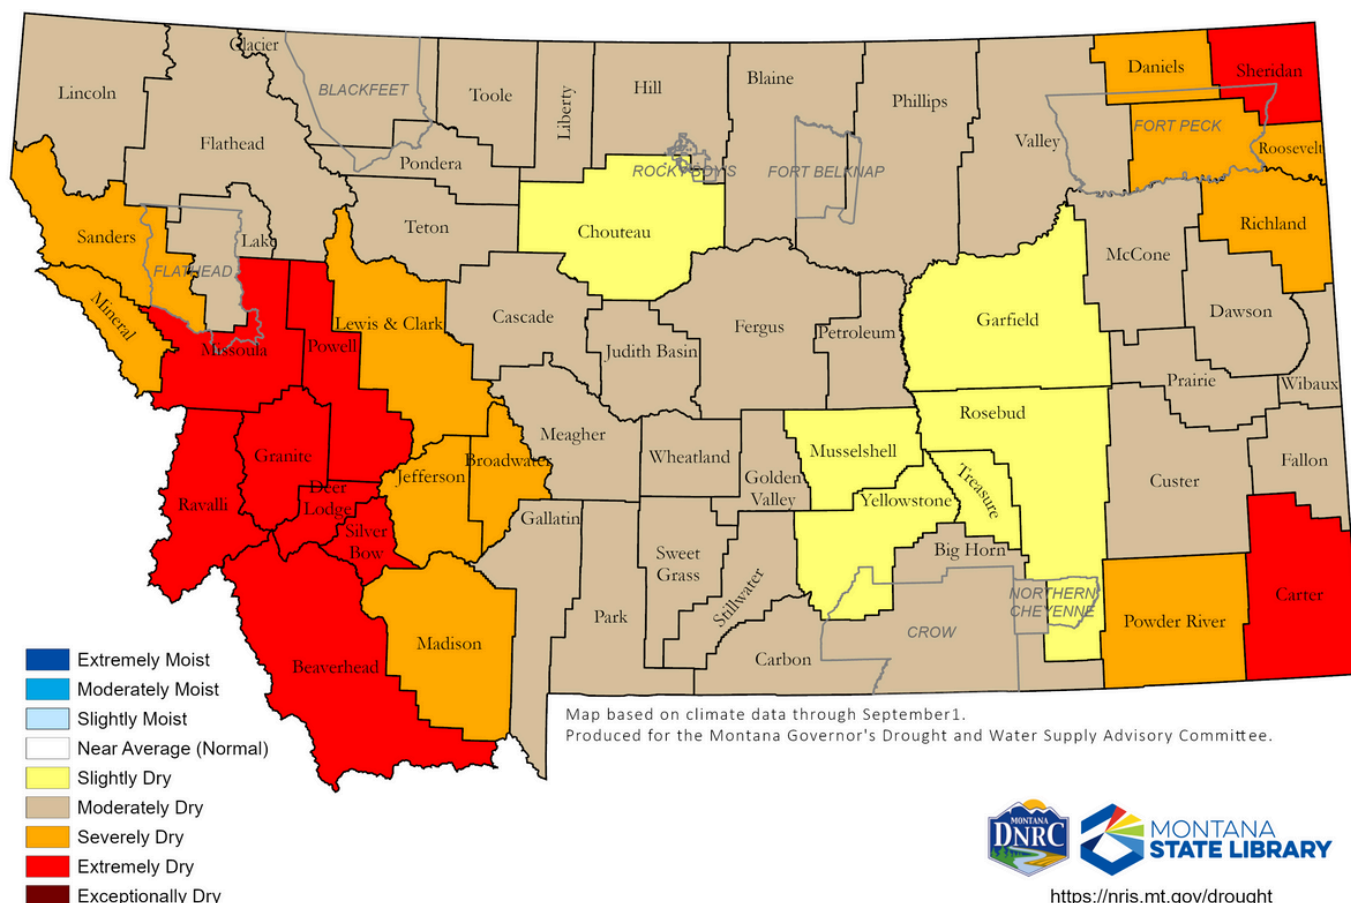 Glacier
Lincoln
BLACKFEET
Toole
Liberty
Hill
Blaine
Phillips
Daniels
Sheridan
Flathead
Pondera
ROCKY BOYS
FORT BELKNAP
Valley
FORT PECK
Roosevelt
Sanders
Lake
FLATHEAD
Teton
Chouteau
McCone
Richland
Mineral
Missoula
Powell
Lewis & Clark
Cascade
Judith Basin
Fergus
Petroleum
Garfield
Dawson
Prairie
Wibaux
Ravalli
Granite
Deer
Lodge
Silver
Bow
Jefferson
Broadwater
Meagher
Wheatland
Golden
Valley
Musselshell
Rosebud
Treasure
Yellowstone
Custer
Fallon
Gallatin
Park
Sweet
Grass
Stillwater
Big Horn
NORTHERN
CHEYENNE
CROW
Carbon
Powder River
Carter
Beaverhead
Madison
Extremely Moist
Moderately Moist
Slightly Moist
Near Average (Normal)
Slightly Dry
Moderately Dry
Severely Dry
Extremely Dry
Exceptionally Dry
Map based on climate data through September1.
Produced for the Montana Governor's Drought and Water Supply Advisory Committee.
MONTANA
DNRC
MONTANA
STATE LIBRARY
https://nris.mt.gov/drought